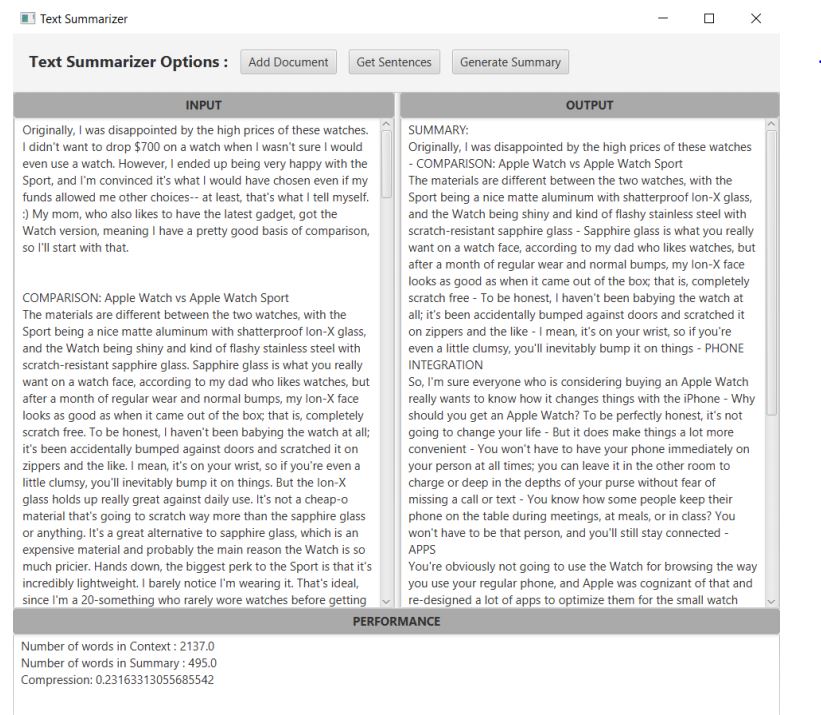 Text Summarizer
Text Summarizer Options :
Add Document
Get Sentences
Generate Summary
INPUT
Originally, I was disappointed by the high prices of these watches.
I didn't want to drop $700 on a watch when I wasn't sure I would
even use a watch. However, I ended up being very happy with the
Sport, and I'm convinced it's what I would have chosen even if my
funds allowed me other choices-- at least, that's what I tell myself.
:) My mom, who also likes to have the latest gadget, got the
Watch version, meaning I have a pretty good basis of comparison,
so I'll start with that.
COMPARISON: Apple Watch vs Apple Watch Sport
The materials are different between the two watches, with the
Sport being a nice matte aluminum with shatterproof Ion-X glass,
and the Watch being shiny and kind of flashy stainless steel with
scratch-resistant sapphire glass. Sapphire glass is what you really
want on a watch face, according to my dad who likes watches, but
after a month of regular wear and normal bumps, my Ion-X face
looks as good as when it came out of the box; that is, completely
scratch free. To be honest, I haven't been babying the watch at all;
it's been accidentally bumped against doors and scratched it on
zippers and the like. I mean, it's on your wrist, so if you're even a
little clumsy, you'll inevitably bump it on things. But the Ion-X
glass holds up really great against daily use. It's not a cheap-o
material that's going to scratch way more than the sapphire glass
or anything. It's a great alternative to sapphire glass, which is an
expensive material and probably the main reason the Watch is so
much pricier. Hands down, the biggest perk to the Sport is that it's
incredibly lightweight. I barely notice I'm wearing it. That's ideal,
since I'm a 20-something who rarely wore watches before getting
OUTPUT
SUMMARY:
Originally, I was disappointed by the high prices of these watches
- COMPARISON: Apple Watch vs Apple Watch Sport
The materials are different between the two watches, with the
Sport being a nice matte aluminum with shatterproof Ion-X glass,
and the Watch being shiny and kind of flashy stainless steel with
scratch-resistant sapphire glass - Sapphire glass is what you really
want on a watch face, according to my dad who likes watches, but
after a month of regular wear and normal bumps, my Ion-X face
looks as good as when it came out of the box; that is, completely
scratch free - To be honest, I haven't been babying the watch at
all; it's been accidentally bumped against doors and scratched it
on zippers and the like - I mean, it's on your wrist, so if you're
even a little clumsy, you'll inevitably bump it on things - PHONE
INTEGRATION
So, I'm sure everyone who is considering buying an Apple Watch
really wants to know how it changes things with the iPhone - Why
should you get an Apple Watch? To be perfectly honest, it's not
going to change your life - But it does make things a lot more
convenient - You won't have to have your phone immediately on
your person at all times; you can leave it in the other room to
charge or deep in the depths of your purse without fear of
missing a call or text - You know how some people keep their
phone on the table during meetings, at meals, or in class? You
won't have to be that person, and you'll still stay connected -
APPS
You're obviously not going to use the Watch for browsing the way
you use your regular phone, and Apple was cognizant of that and
re-designed a lot of apps to optimize them for the small watch
PERFORMANCE
Number of words in Context : 2137.0
Number of words in Summary : 495.0
Compression: 0.23163313055685542